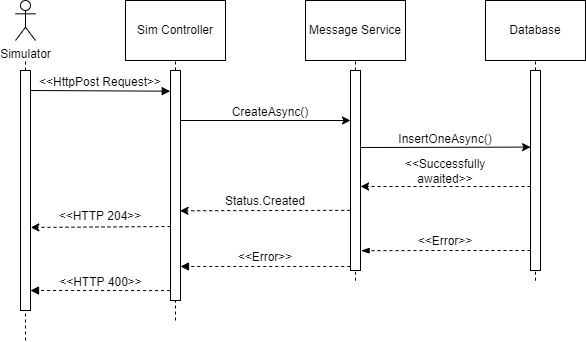 Simulator
Sim Controller
Message Service
Database
<<HttpPost Request>>
CreateAsync()
InsertOneAsync()
<<Successfully
awaited>>
Status.Created
<<HTTP 204>>
<<Error>>
<<Error>>
<<HTTP 400>>